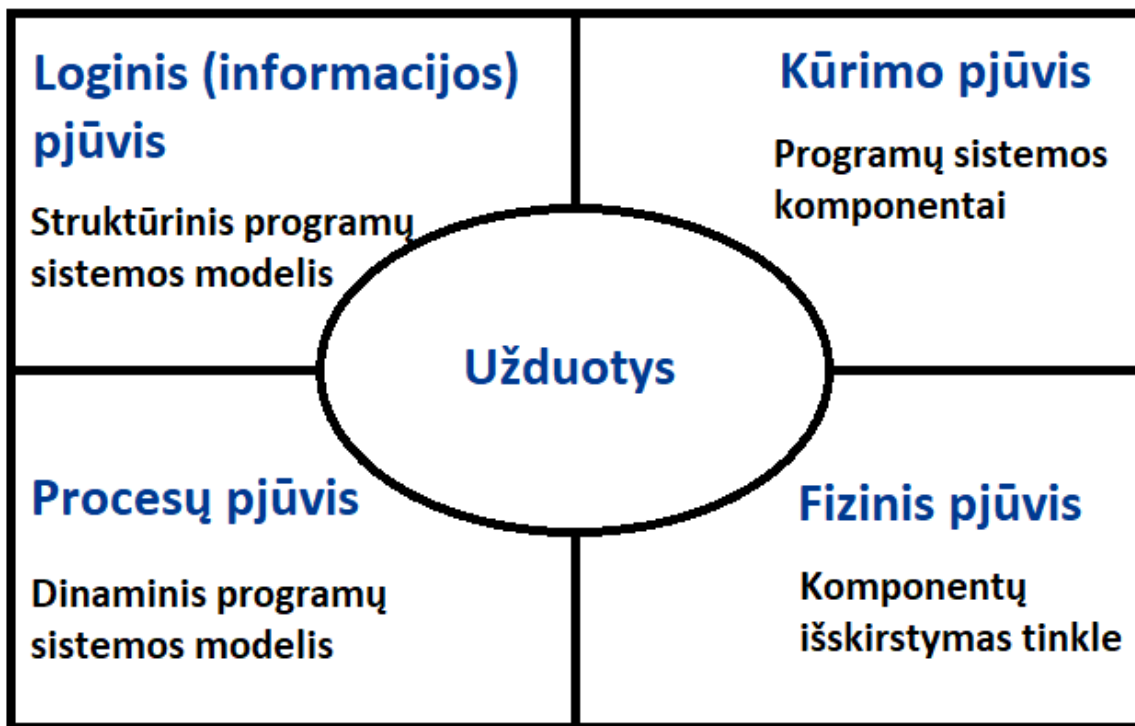 Loginis (informacijos)
pjūvis
Struktūrinis programų
sistemos modelis
Kūrimo pjūvis
Programų sistemos
komponentai
Užduotys
Procesų pjūvis
Dinaminis programų
sistemos modelis
Fizinis pjūvis
Komponentų
išskirstymas tinkle